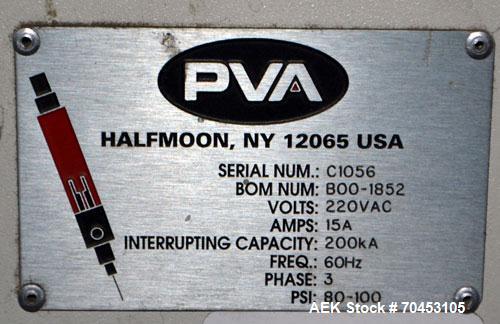 PVA
HALFMOON, NY 12065 USA
SERIAL NUM.: C1056
BOM NUM: B00-1852
VOLTS: 220VAC
AMPS: 15A
INTERRUPTING CAPACITY: 200kA
FREQ.: 60Hz
PHASE: 3
PSI: 80-100
AEK Stock# 70453105